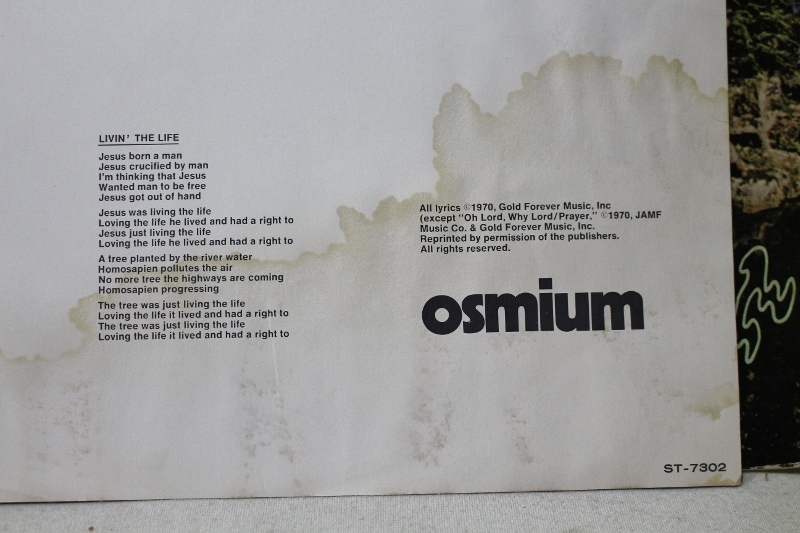 LIVIN' THE LIFE
Jesus born a man
Jesus crucified by man
I'm thinking that Jesus
Wanted man to be free
Jesus got out of hand
Jesus was living the life
Loving the life he lived and had a right to
Jesus just living the life
Loving the life he lived and had a right to
A tree planted by the river water
Homosapien pollutes the air
No more tree the highways are coming
Homosapien progressing
The tree was just living the life
Loving the life it lived and had a right to
The tree was just living the life
Loving the life it lived and had a right to
All lyrics ©1970, Gold Forever Music, Inc
(except "Oh Lord, Why Lord/Prayer," ©1970, JAMF
Music Co. & Gold Forever Music, Inc.
Reprinted by permission of the publishers.
All rights reserved.
osmium
ST-7302